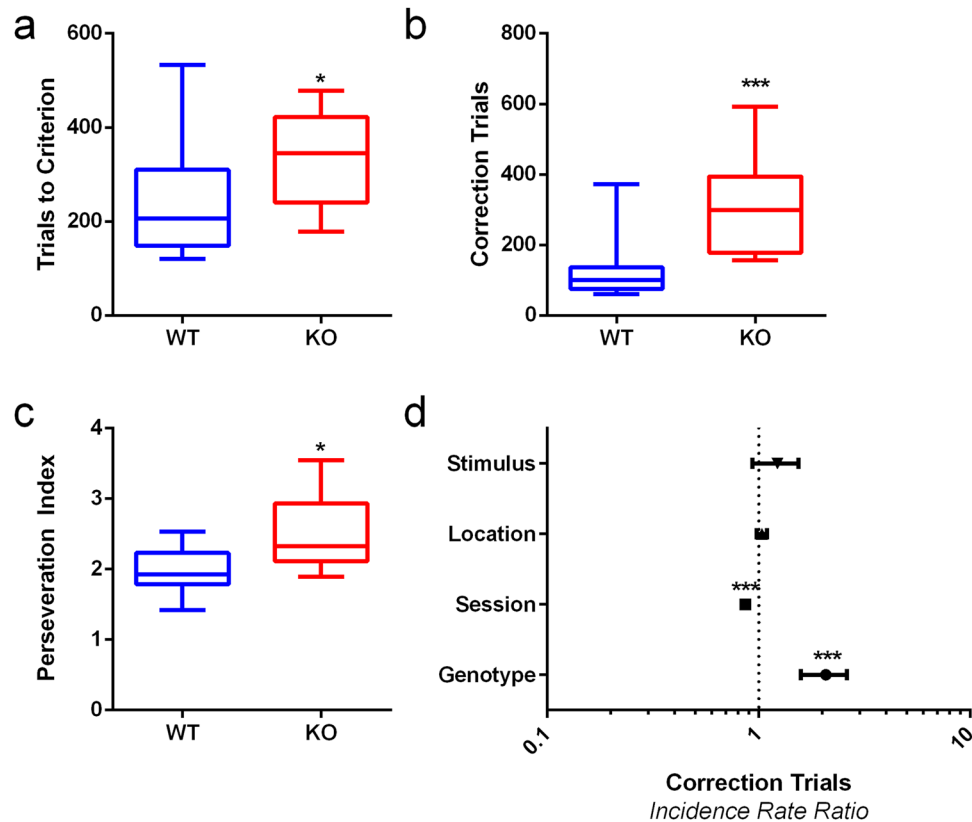 a
Trials to Criterion
600
400
200
0
*
WT
KO
b
Correction Trials
800
600
400
200
0
***
WT
KO
c
Perseveration Index
4
3
2
1
0
*
WT
KO
d
Stimulus
Location
Session
Genotype
***
***
0.1
1
10
Correction Trials
Incidence Rate Ratio